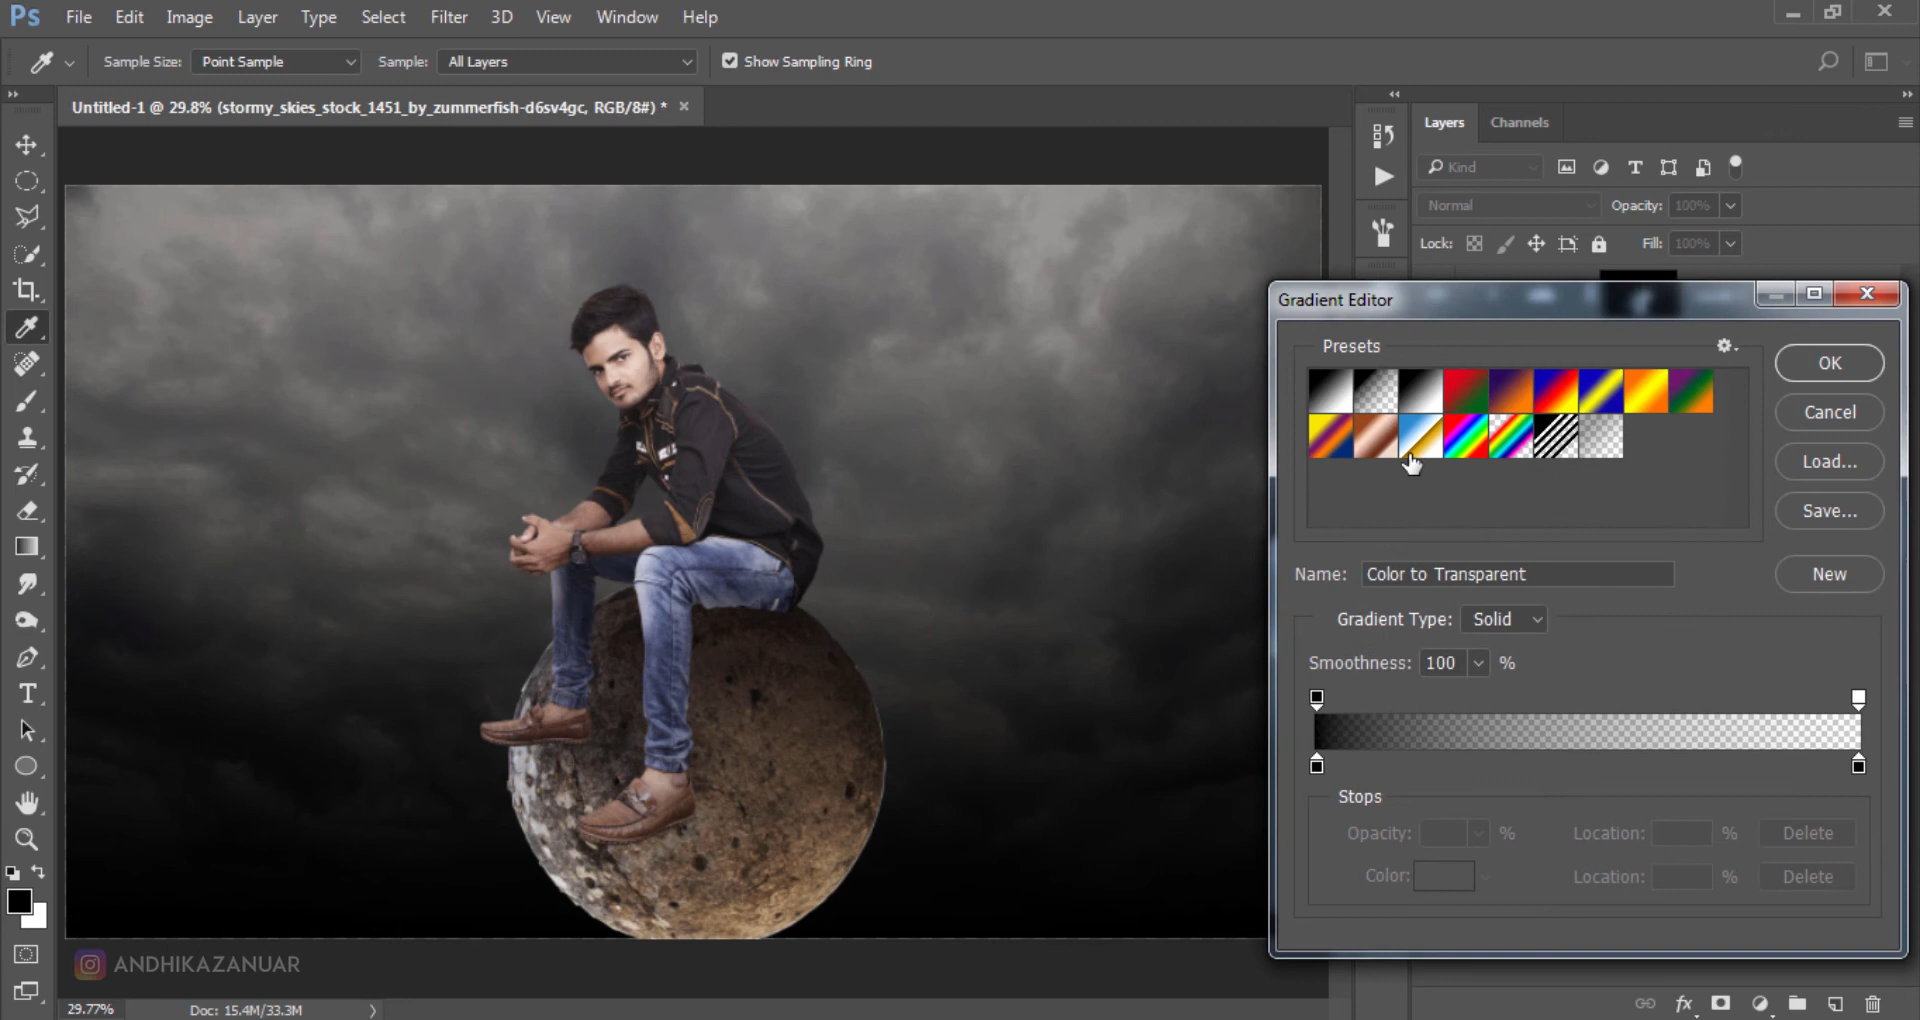 Ps File Edit Image Layer Type Select Filter 3D View Window Help
Sample Size: Point Sample Sample: All Layers Show Sampling Ring
Untitled-1 @ 29.8% (stormy_skies_stock_1451_by_zummerfish-d6sv4gc, RGB/8#) * ×
Layers Channels
Kind
Normal Opacity: 100%
Lock: Fill: 100%
Gradient Editor
Presets
OK
Cancel
Load...
Save...
Name: Color to Transparent New
Gradient Type: Solid
Smoothness: 100 %
Stops
Opacity: % Location: % Delete
Color: Location: % Delete
ANDHIKAZANUAR
29.77% Doc: 15.4M/33.3M
fx